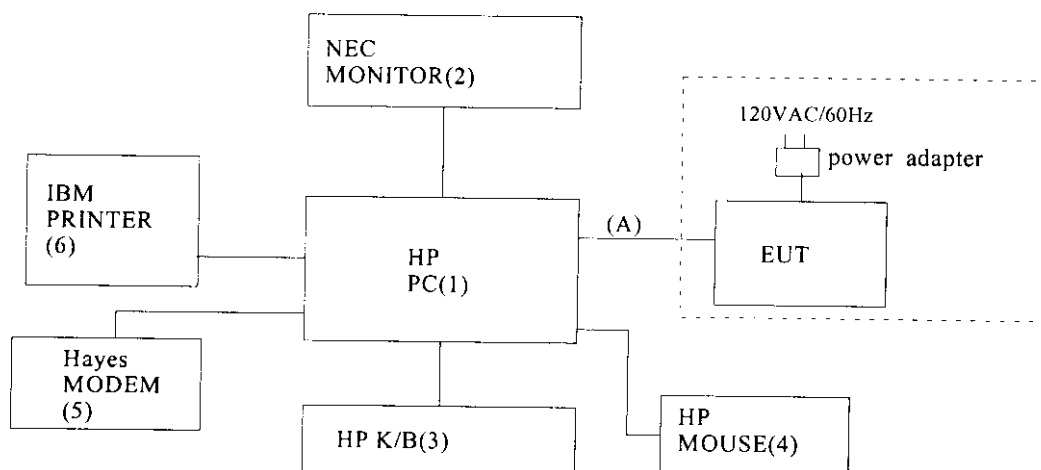 NEC
MONITOR(2)
120VAC/60Hz
power adapter
IBM
PRINTER
(6)
(A)
HP
PC(1)
EUT
Hayes
MODEM
(5)
HP K/B(3)
HP
MOUSE(4)